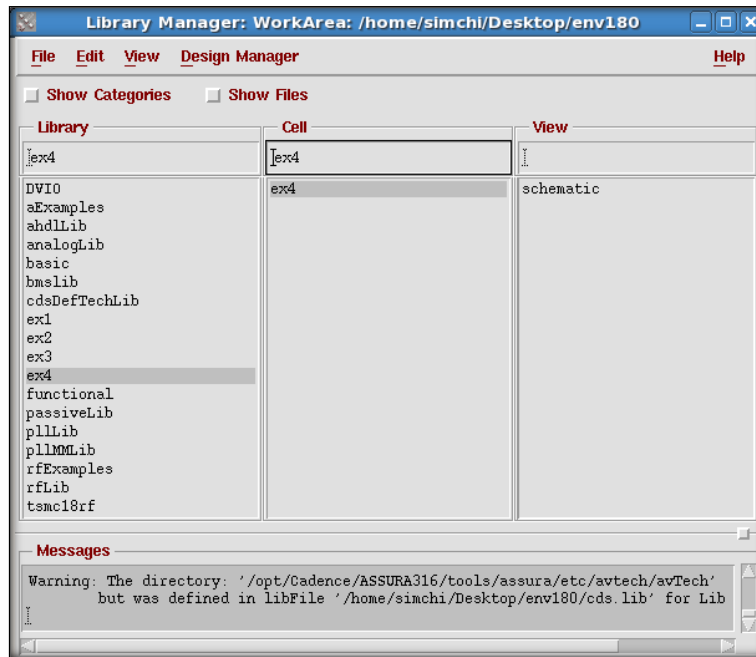 Library Manager: WorkArea: /home/simchi/Desktop/env180
File Edit View Design Manager Help
Show Categories Show Files
Library
ex4
DVIO
aExamples
ahdlLib
analogLib
basic
bmslib
cdsDefTechLib
ex1
ex2
ex3
ex4
functional
passiveLib
pllLib
pllMMLib
rfExamples
rfLib
tsmc18rf
Cell
ex4
ex4
View
schematic
Messages
Warning: The directory: '/opt/Cadence/ASSURA316/tools/assura/etc/avtech/avTech'
but was defined in libFile '/home/simchi/Desktop/env180/cds.lib' for Lib